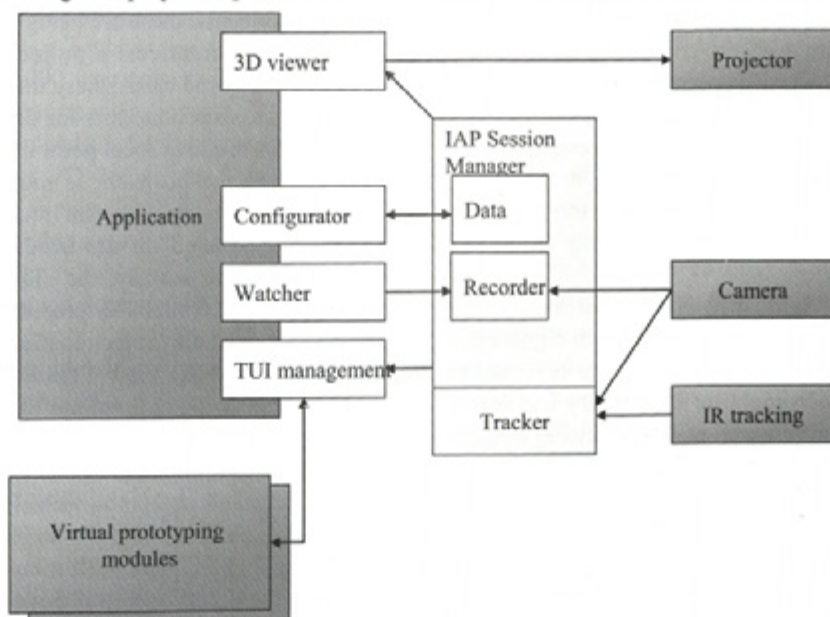 3D viewer
Projector
IAP Session
Manager
Application
Configurator
Data
Watcher
Recorder
Camera
TUI management
Tracker
IR tracking
Virtual prototyping
modules